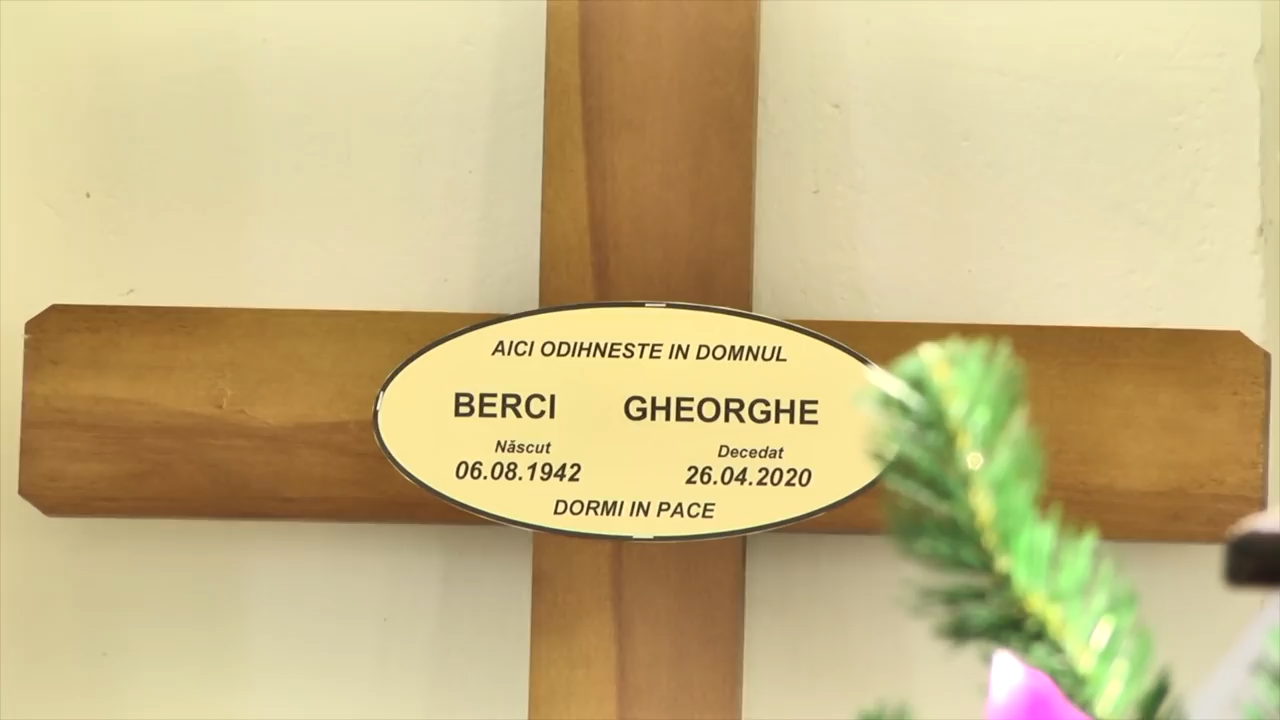 AICI ODIHNESTE IN DOMNUL
BERCI GHEORGHE
Născut Decedat
06.08.1942 26.04.2020
DORMI IN PACE